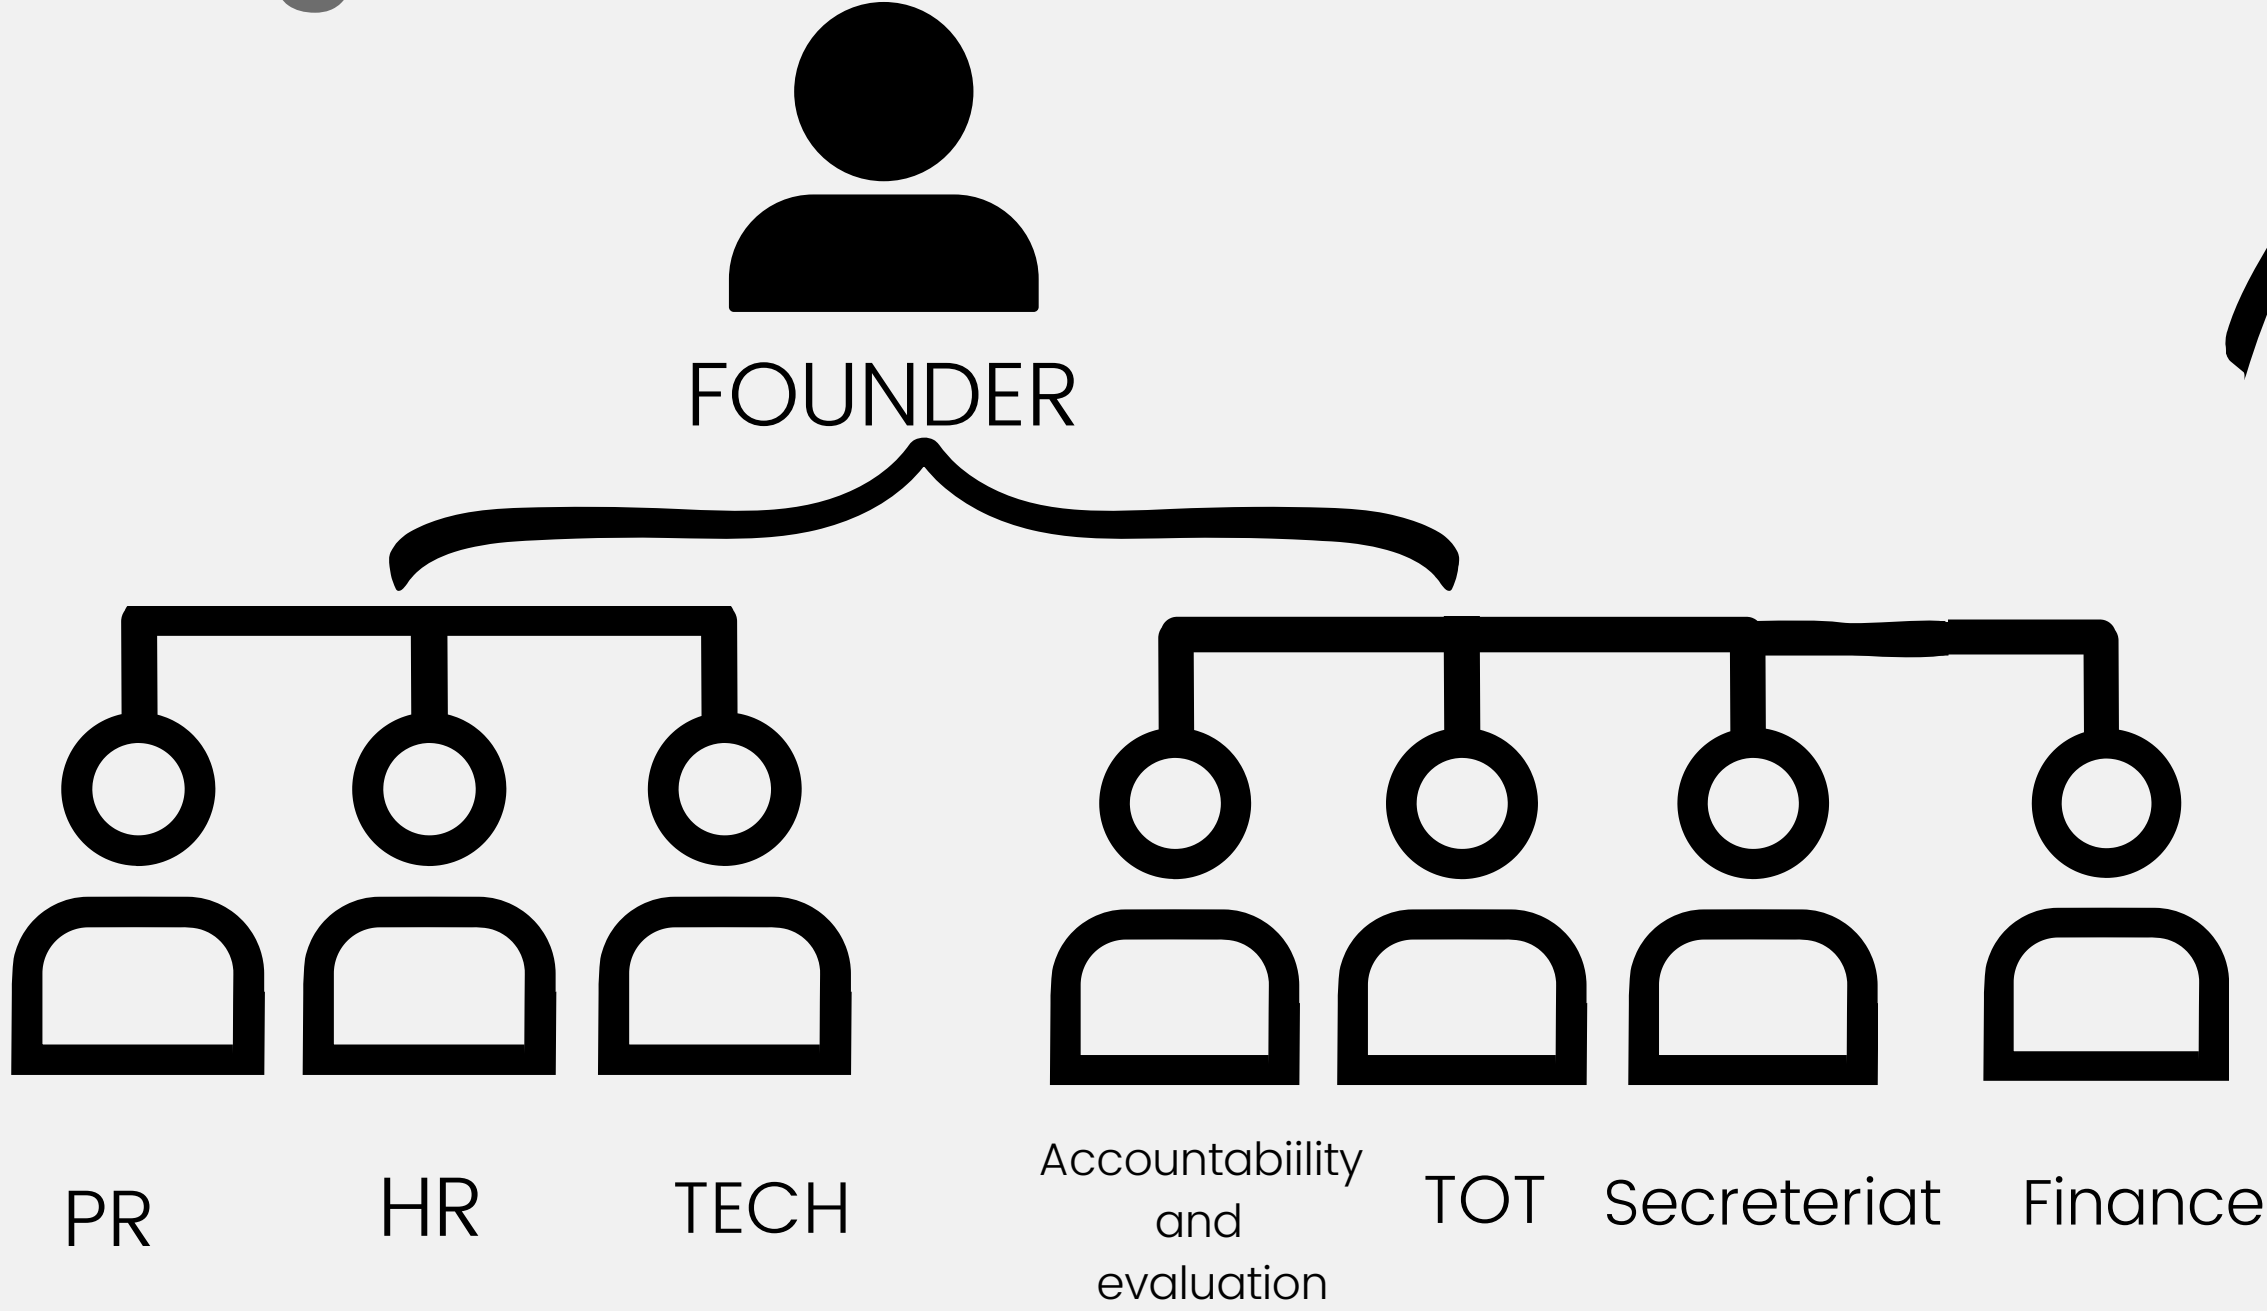 FOUNDER
PR
HR
TECH
Accountabiility
and
evaluation
TOT
Secreteriat
Finance